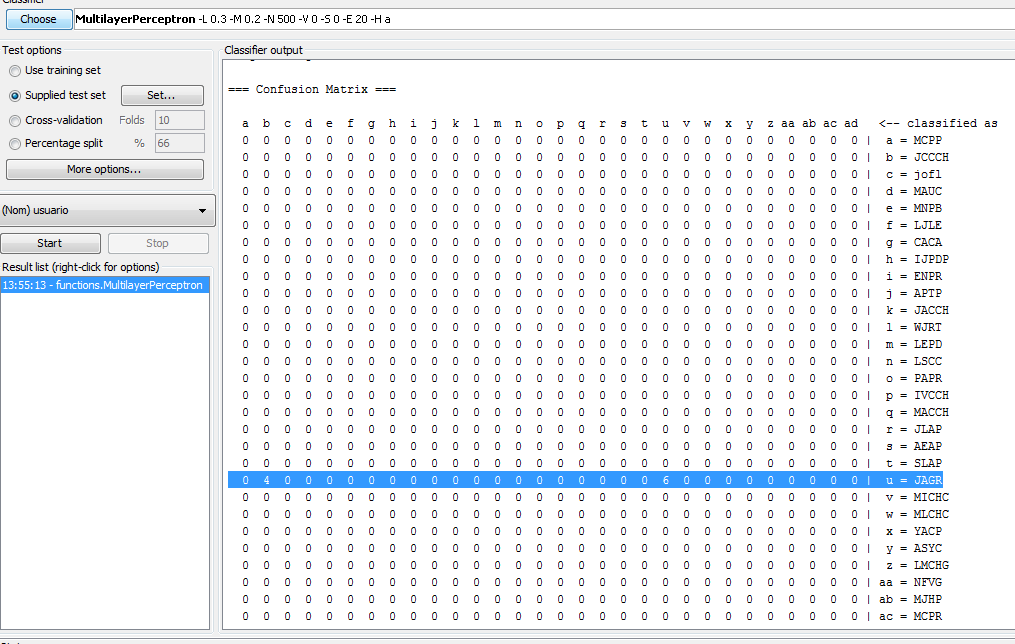 Choose MultilayerPerceptron -L 0.3 -M 0.2 -N 500 -V 0 -S 0 -E 20 -H a
Test options
Use training set
Supplied test set Set...
Cross-validation Folds 10
Percentage split % 66
More options...
(Nom) usuario
Start Stop
Result list (right-click for options)
13:55:13 - functions.MultilayerPerceptron
Classifier output
=== Confusion Matrix ===
a b c d e f g h i j k l m n o p q r s t u v w x y z aa ab ac ad <-- classified as
0 0 0 0 0 0 0 0 0 0 0 0 0 0 0 0 0 0 0 0 0 0 0 0 0 0 0 0 0 0 | a = MCPP
0 0 0 0 0 0 0 0 0 0 0 0 0 0 0 0 0 0 0 0 0 0 0 0 0 0 0 0 0 0 | b = JCCCH
0 0 0 0 0 0 0 0 0 0 0 0 0 0 0 0 0 0 0 0 0 0 0 0 0 0 0 0 0 0 | c = jofl
0 0 0 0 0 0 0 0 0 0 0 0 0 0 0 0 0 0 0 0 0 0 0 0 0 0 0 0 0 0 | d = MAUC
0 0 0 0 0 0 0 0 0 0 0 0 0 0 0 0 0 0 0 0 0 0 0 0 0 0 0 0 0 0 | e = MNPB
0 0 0 0 0 0 0 0 0 0 0 0 0 0 0 0 0 0 0 0 0 0 0 0 0 0 0 0 0 0 | f = LJLE
0 0 0 0 0 0 0 0 0 0 0 0 0 0 0 0 0 0 0 0 0 0 0 0 0 0 0 0 0 0 | g = CACA
0 0 0 0 0 0 0 0 0 0 0 0 0 0 0 0 0 0 0 0 0 0 0 0 0 0 0 0 0 0 | h = IJPDP
0 0 0 0 0 0 0 0 0 0 0 0 0 0 0 0 0 0 0 0 0 0 0 0 0 0 0 0 0 0 | i = ENPR
0 0 0 0 0 0 0 0 0 0 0 0 0 0 0 0 0 0 0 0 0 0 0 0 0 0 0 0 0 0 | j = APTP
0 0 0 0 0 0 0 0 0 0 0 0 0 0 0 0 0 0 0 0 0 0 0 0 0 0 0 0 0 0 | k = JACCH
0 0 0 0 0 0 0 0 0 0 0 0 0 0 0 0 0 0 0 0 0 0 0 0 0 0 0 0 0 0 | l = WJRT
0 0 0 0 0 0 0 0 0 0 0 0 0 0 0 0 0 0 0 0 0 0 0 0 0 0 0 0 0 0 | m = LEPD
0 0 0 0 0 0 0 0 0 0 0 0 0 0 0 0 0 0 0 0 0 0 0 0 0 0 0 0 0 0 | n = LSCC
0 0 0 0 0 0 0 0 0 0 0 0 0 0 0 0 0 0 0 0 0 0 0 0 0 0 0 0 0 0 | o = PAPR
0 0 0 0 0 0 0 0 0 0 0 0 0 0 0 0 0 0 0 0 0 0 0 0 0 0 0 0 0 0 | p = IVCCH
0 0 0 0 0 0 0 0 0 0 0 0 0 0 0 0 0 0 0 0 0 0 0 0 0 0 0 0 0 0 | q = MACCH
0 0 0 0 0 0 0 0 0 0 0 0 0 0 0 0 0 0 0 0 0 0 0 0 0 0 0 0 0 0 | r = JLAP
0 0 0 0 0 0 0 0 0 0 0 0 0 0 0 0 0 0 0 0 0 0 0 0 0 0 0 0 0 0 | s = AEAP
0 0 0 0 0 0 0 0 0 0 0 0 0 0 0 0 0 0 0 0 0 0 0 0 0 0 0 0 0 0 | t = SLAP
0 4 0 0 0 0 0 0 0 0 0 0 0 0 0 0 0 0 0 0 6 0 0 0 0 0 0 0 0 0 | u = JAGR
0 0 0 0 0 0 0 0 0 0 0 0 0 0 0 0 0 0 0 0 0 0 0 0 0 0 0 0 0 0 | v = MICHC
0 0 0 0 0 0 0 0 0 0 0 0 0 0 0 0 0 0 0 0 0 0 0 0 0 0 0 0 0 0 | w = MLCHC
0 0 0 0 0 0 0 0 0 0 0 0 0 0 0 0 0 0 0 0 0 0 0 0 0 0 0 0 0 0 | x = YACP
0 0 0 0 0 0 0 0 0 0 0 0 0 0 0 0 0 0 0 0 0 0 0 0 0 0 0 0 0 0 | y = ASYC
0 0 0 0 0 0 0 0 0 0 0 0 0 0 0 0 0 0 0 0 0 0 0 0 0 0 0 0 0 0 | z = LMCHG
0 0 0 0 0 0 0 0 0 0 0 0 0 0 0 0 0 0 0 0 0 0 0 0 0 0 0 0 0 0 | aa = NFVG
0 0 0 0 0 0 0 0 0 0 0 0 0 0 0 0 0 0 0 0 0 0 0 0 0 0 0 0 0 0 | ab = MJHP
0 0 0 0 0 0 0 0 0 0 0 0 0 0 0 0 0 0 0 0 0 0 0 0 0 0 0 0 0 0 | ac = MCPR